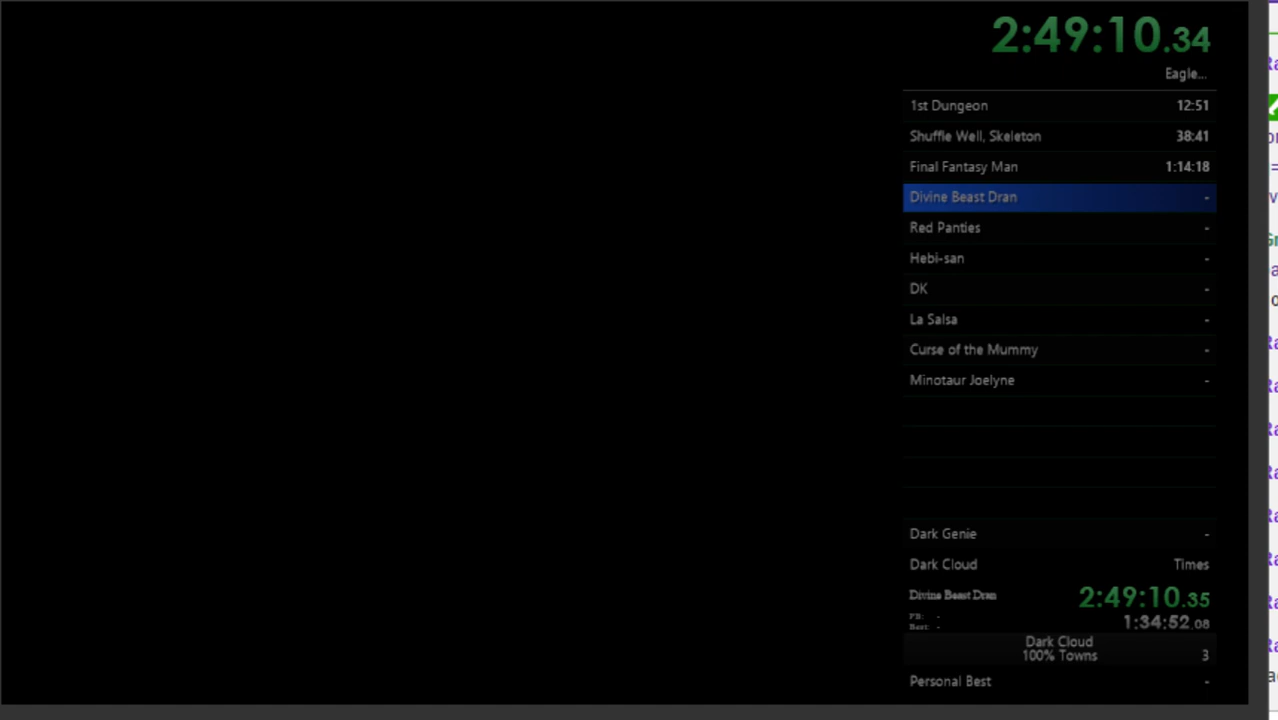 2:49:10.34
Eagle...
1st Dungeon 12:51
Shuffle Well, Skeleton 38:41
Final Fantasy Man 1:14:18
Divine Beast Dran -
Red Panties -
Hebi-san -
DK -
La Salsa -
Curse of the Mummy -
Minotaur Joelyne -
Dark Genie -
Dark Cloud Times
Divine Beast Dran 2:49:10.35
PB: -
Best: - 1:34:52.08
Dark Cloud
100% Towns 3
Personal Best -